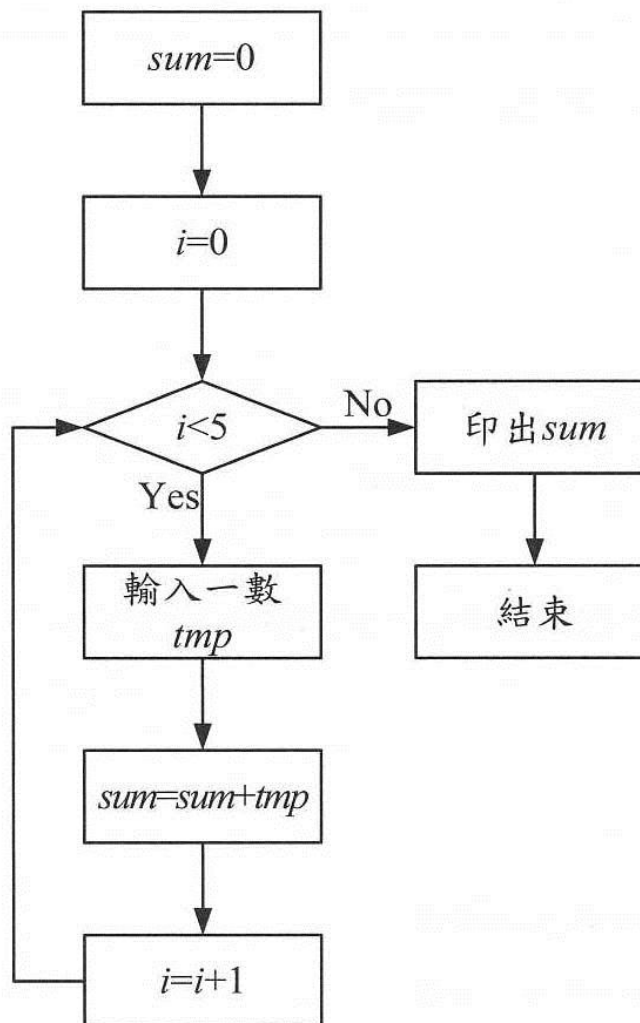 sum=0
i=0
i<5
No
印出sum
Yes
輸入一數
tmp
結束
sum=sum+tmp
i=i+1